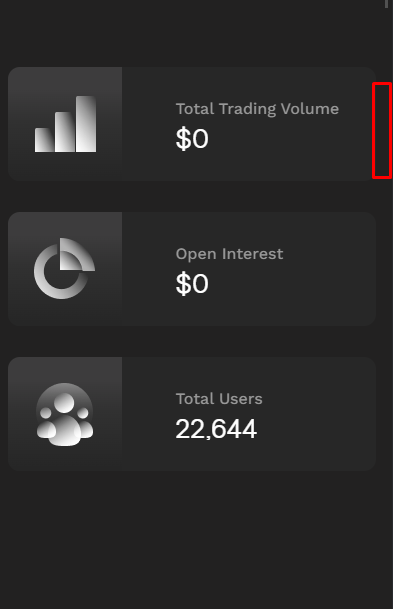 Total Trading Volume
$0
Open Interest
$0
Total Users
22,644